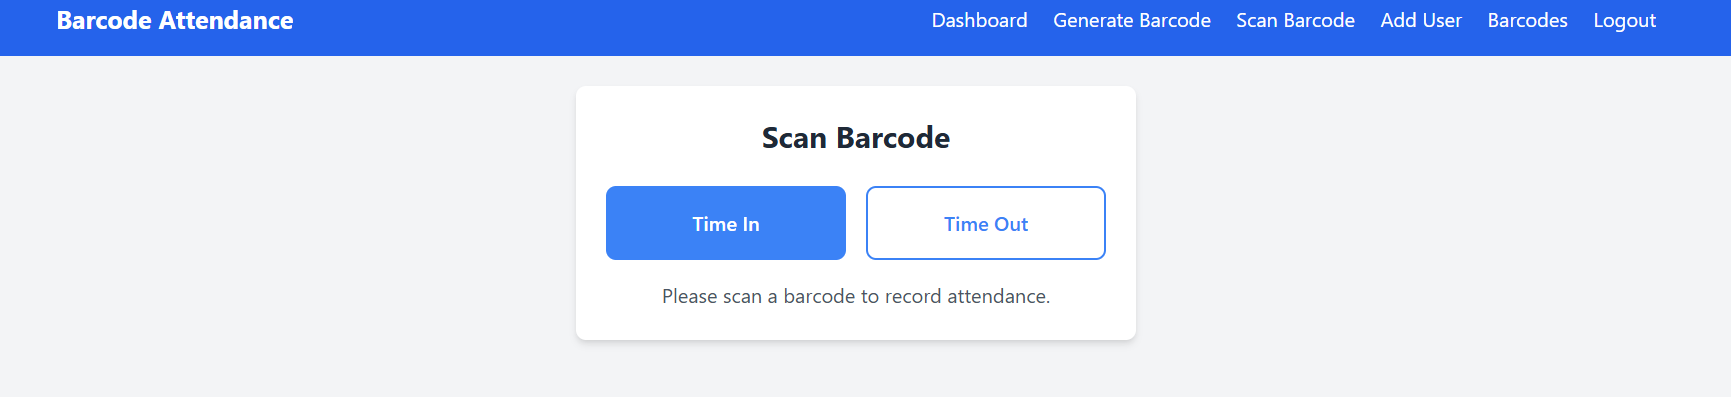 Barcode Attendance
Dashboard Generate Barcode Scan Barcode Add User Barcodes Logout
Scan Barcode
Time In Time Out
Please scan a barcode to record attendance.